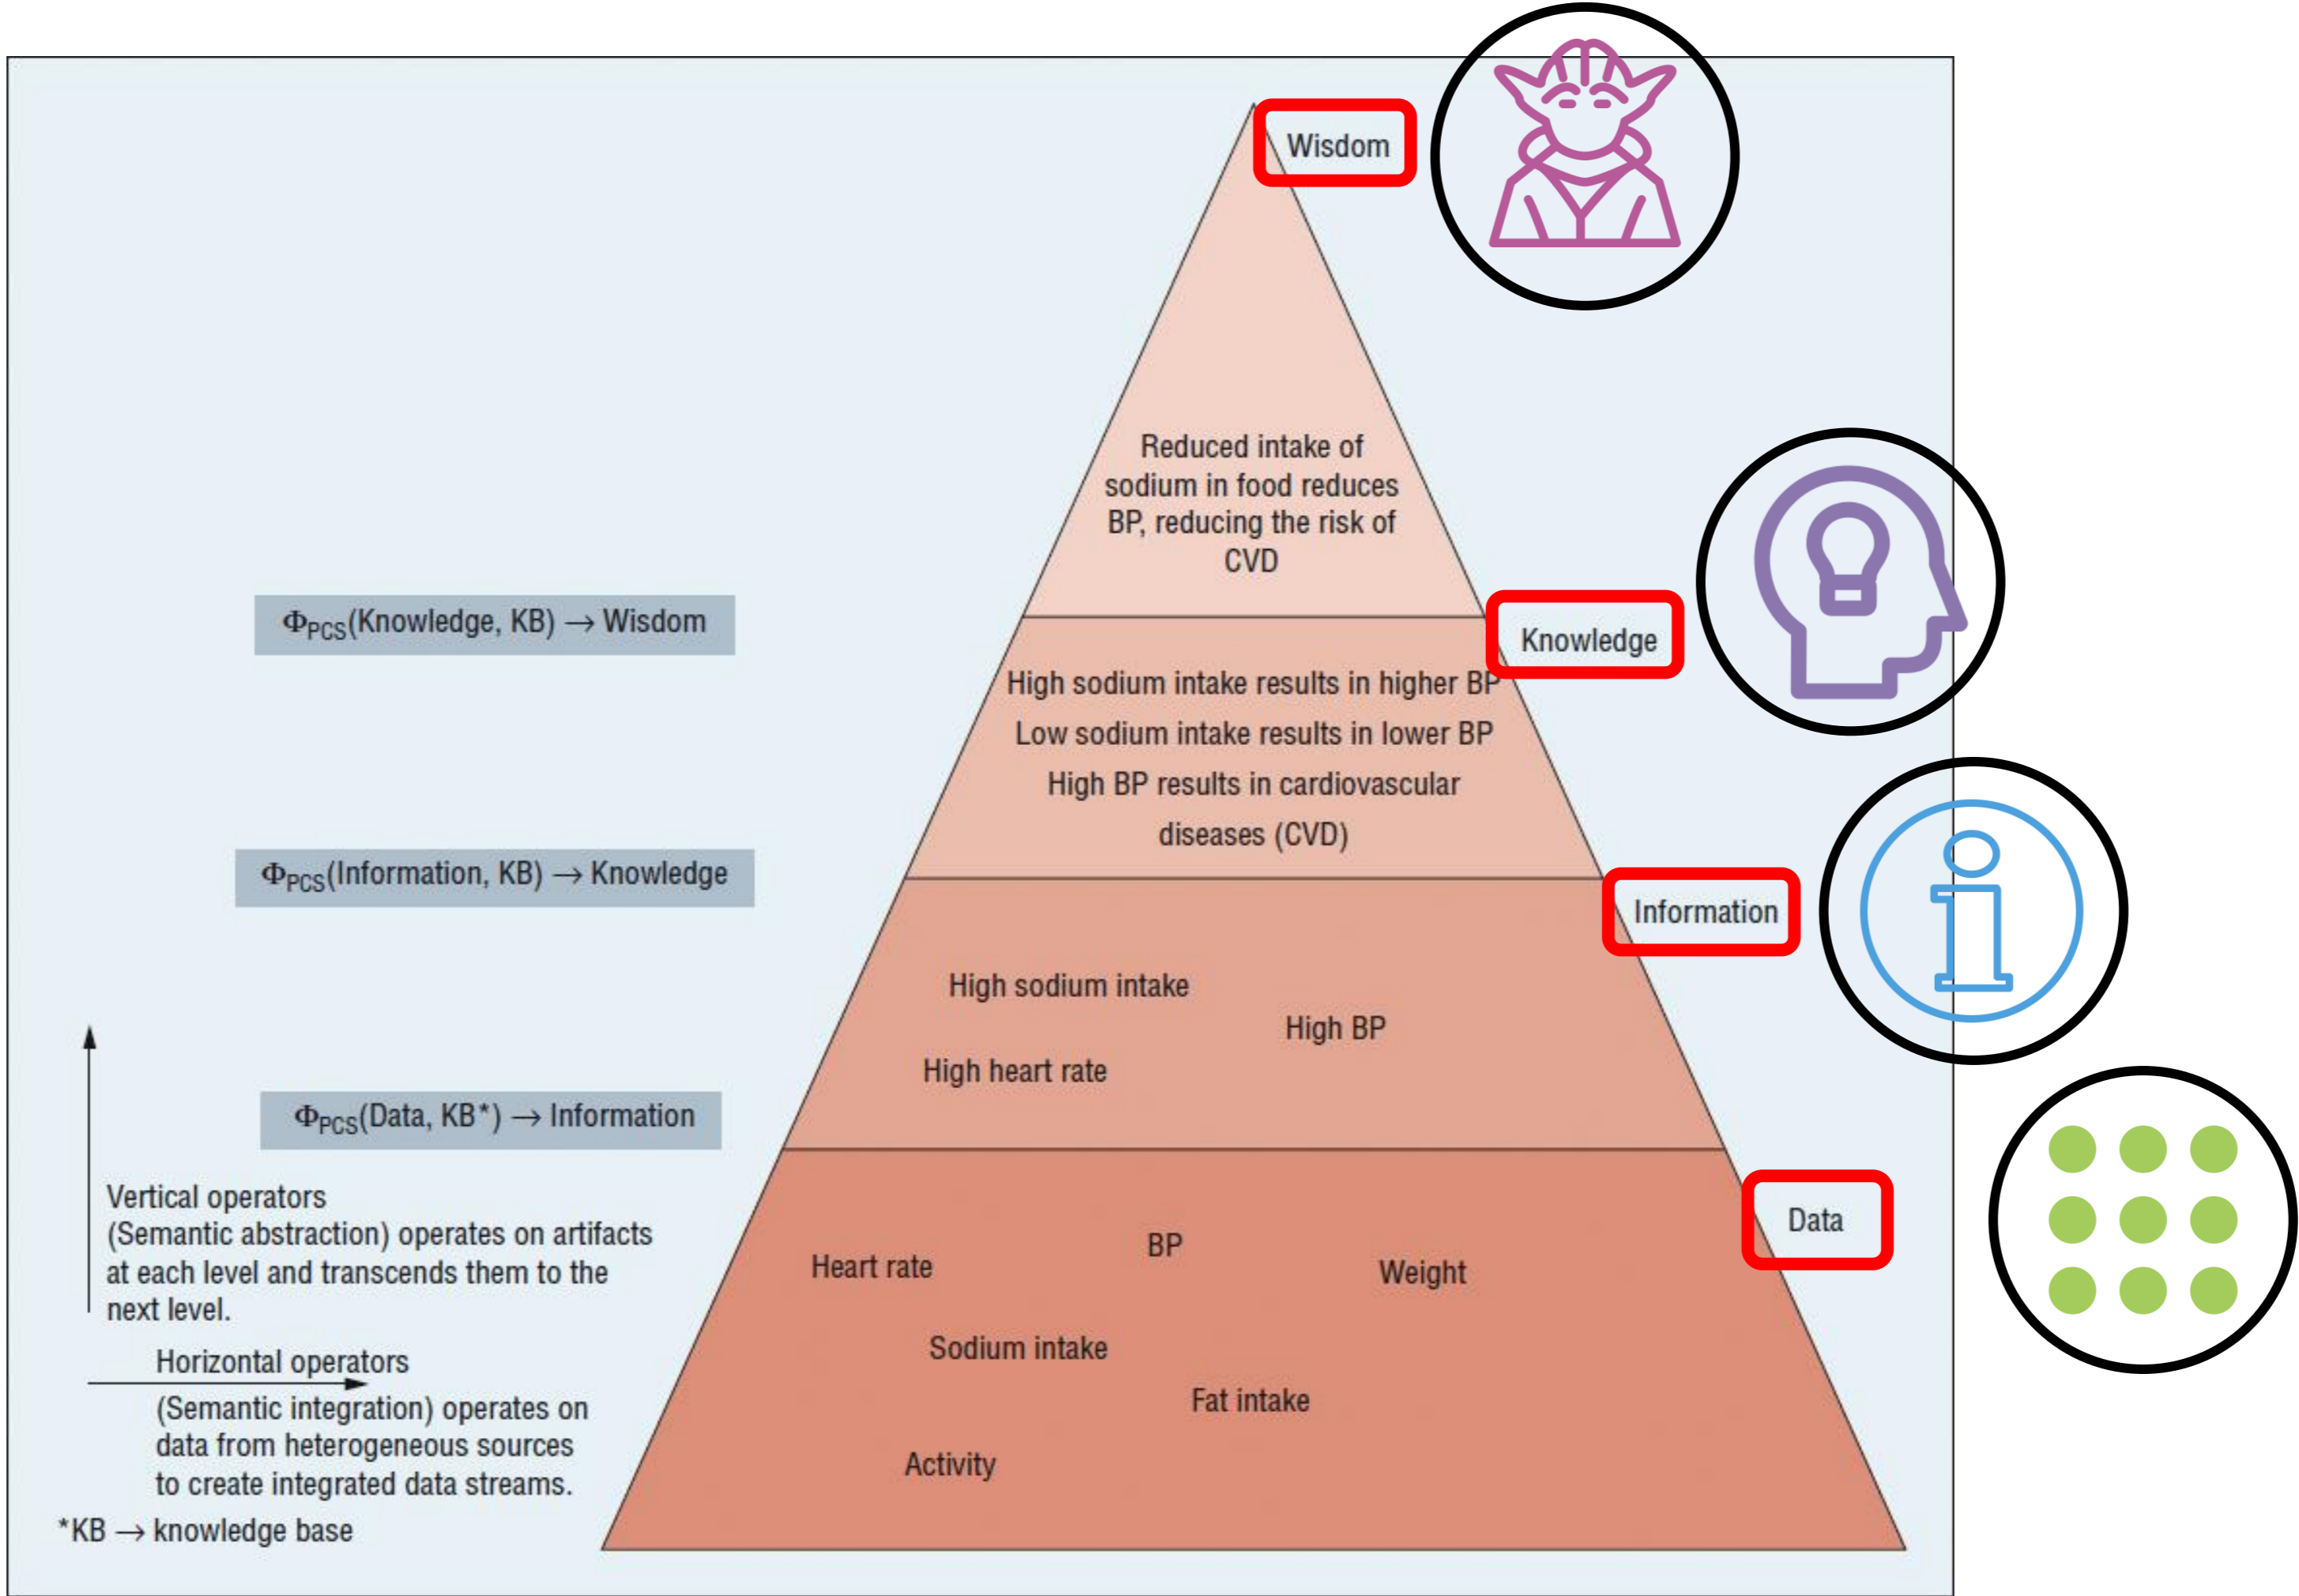 Wisdom
Reduced intake of
sodium in food reduces
BP, reducing the risk of
CVD
ΦPCS(Knowledge, KB) → Wisdom
Knowledge
High sodium intake results in higher BP
Low sodium intake results in lower BP
High BP results in cardiovascular
diseases (CVD)
ΦPCS(Information, KB) → Knowledge
Information
High sodium intake
High BP
High heart rate
ΦPCS(Data, KB*) → Information
Data
Heart rate
BP
Weight
Sodium intake
Fat intake
Activity
Vertical operators
(Semantic abstraction) operates on artifacts
at each level and transcends them to the
next level.
Horizontal operators
(Semantic integration) operates on
data from heterogeneous sources
to create integrated data streams.
*KB → knowledge base